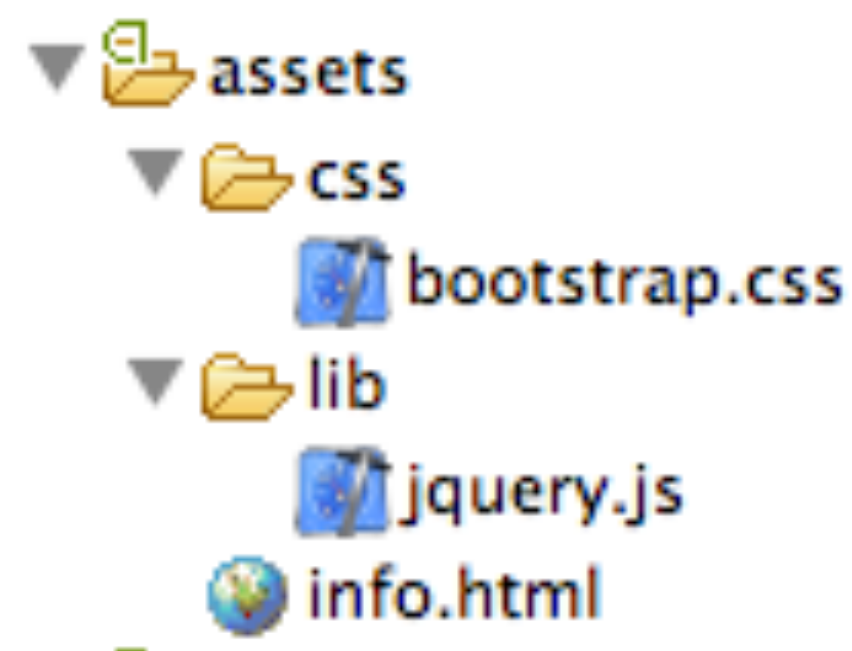 assets
css
bootstrap.css
lib
jquery.js
info.html